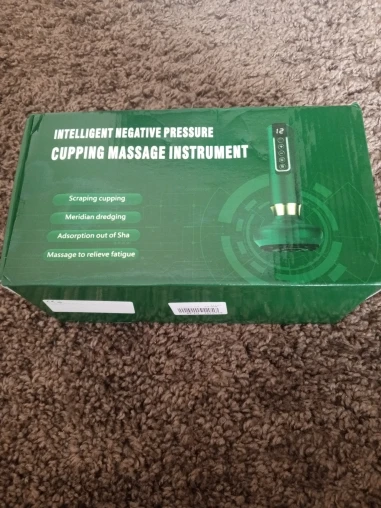 INTELLIGENT NEGATIVE PRESSURE
CUPPING MASSAGE INSTRUMENT
12
Scraping cupping
Meridian dredging
Adsorption out of Sha
Massage to relieve fatigue